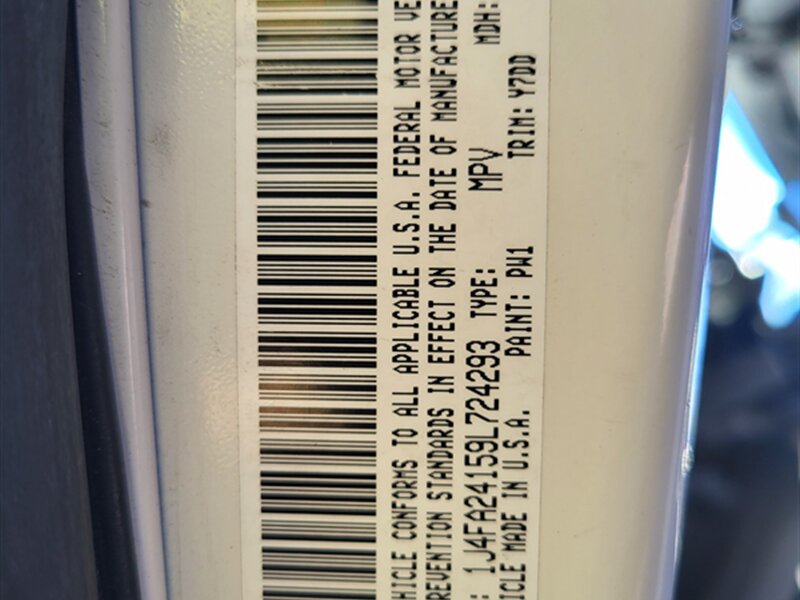 HICLE CONFORMS TO ALL APPLICABLE U.S.A. FEDERAL MOTOR VE
REVENTION STANDARDS IN EFFECT ON THE DATE OF MANUFACTURE
: 1J4FA24159L724293 TYPE: MPV MDH:
ICLE MADE IN U.S.A. PAINT: PW1 TRIM: Y7DD